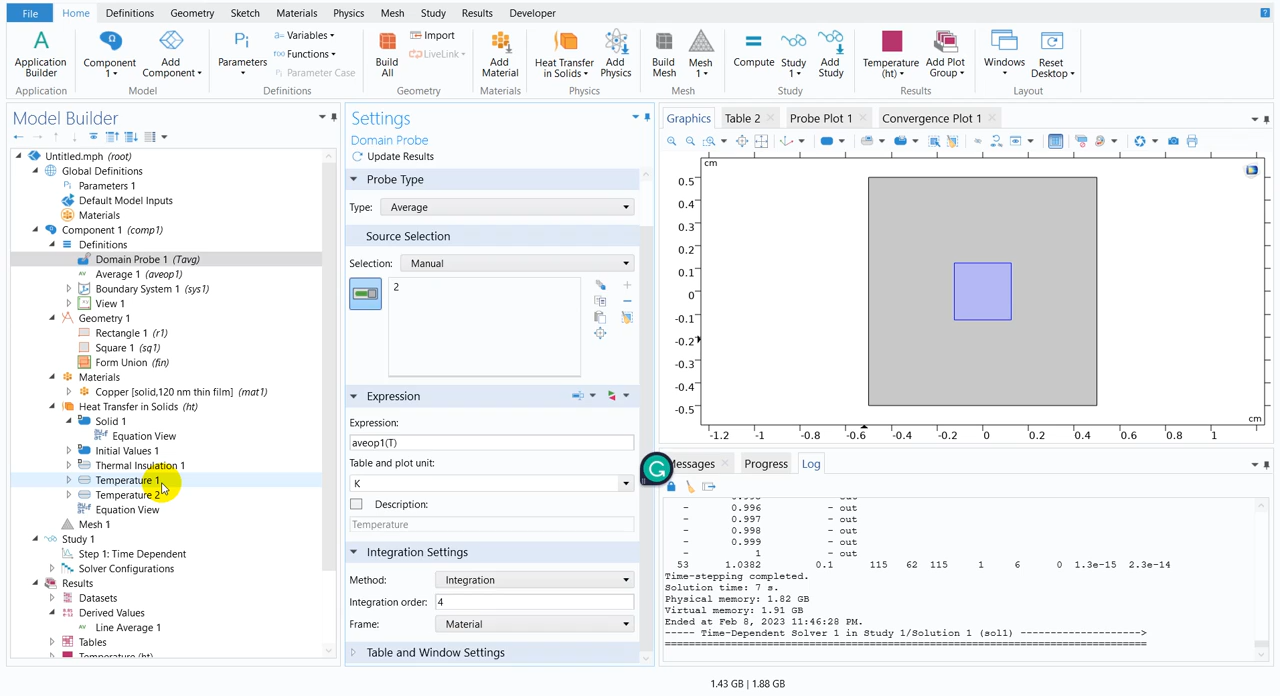 File Home Definitions Geometry Sketch Materials Physics Mesh Study Results Developer
A Pi a= Variables Import
f(x) Functions LiveLink
Pi Parameter Case
Application Builder Component 1 Add Component Parameters Build All Add Material Heat Transfer in Solids Add Physics Build Mesh Mesh 1 Compute Study 1 Add Study Temperature (ht) Add Plot Group Windows Reset Desktop
Application Model Definitions Geometry Materials Physics Mesh Study Results Layout
Model Builder
Untitled.mph (root)
Global Definitions
Parameters 1
Default Model Inputs
Materials
Component 1 (comp1)
Definitions
Domain Probe 1 (Tavg)
Average 1 (aveop1)
Boundary System 1 (sys1)
View 1
Geometry 1
Rectangle 1 (r1)
Square 1 (sq1)
Form Union (fin)
Materials
Copper [solid,120 nm thin film] (mat1)
Heat Transfer in Solids (ht)
Solid 1
Equation View
Initial Values 1
Thermal Insulation 1
Temperature 1
Temperature 2
Equation View
Mesh 1
Study 1
Step 1: Time Dependent
Solver Configurations
Results
Datasets
Derived Values
Line Average 1
Tables
Temperature (ht)
Settings
Domain Probe
Update Results
Probe Type
Type: Average
Source Selection
Selection: Manual
2
Expression
Expression:
aveop1(T)
Table and plot unit:
K
Description:
Temperature
Integration Settings
Method: Integration
Integration order: 4
Frame: Material
Table and Window Settings
Graphics Table 2 Probe Plot 1 Convergence Plot 1
cm
0.5
0.4
0.3
0.2
0.1
0
-0.1
-0.2
-0.3
-0.4
-0.5
cm
-1.2 -1 -0.8 -0.6 -0.4 -0.2 0 0.2 0.4 0.6 0.8 1
Messages Progress Log
- 0.996 - out
- 0.997 - out
- 0.998 - out
- 0.999 - out
- 1 - out
53 1.0382 0.1 115 62 115 1 6 0 1.3e-15 2.3e-14
Time-stepping completed.
Solution time: 7 s.
Physical memory: 1.82 GB
Virtual memory: 1.91 GB
Ended at Feb 8, 2023 11:46:28 PM.
----- Time-Dependent Solver 1 in Study 1/Solution 1 (sol1) -------------------->
1.43 GB | 1.88 GB